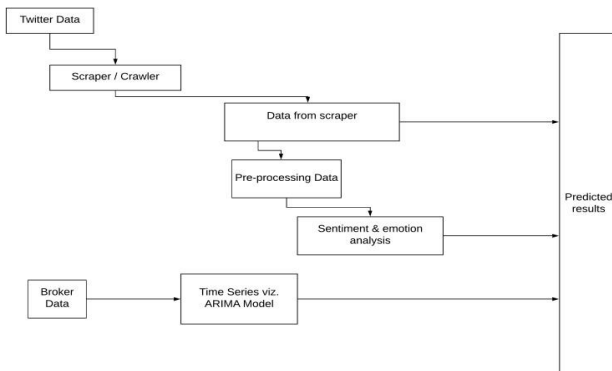 Twitter Data
Scraper / Crawler
Data from scraper
Pre-processing Data
Sentiment & emotion
analysis
Predicted
results
Broker
Data
Time Series viz.
ARIMA Model